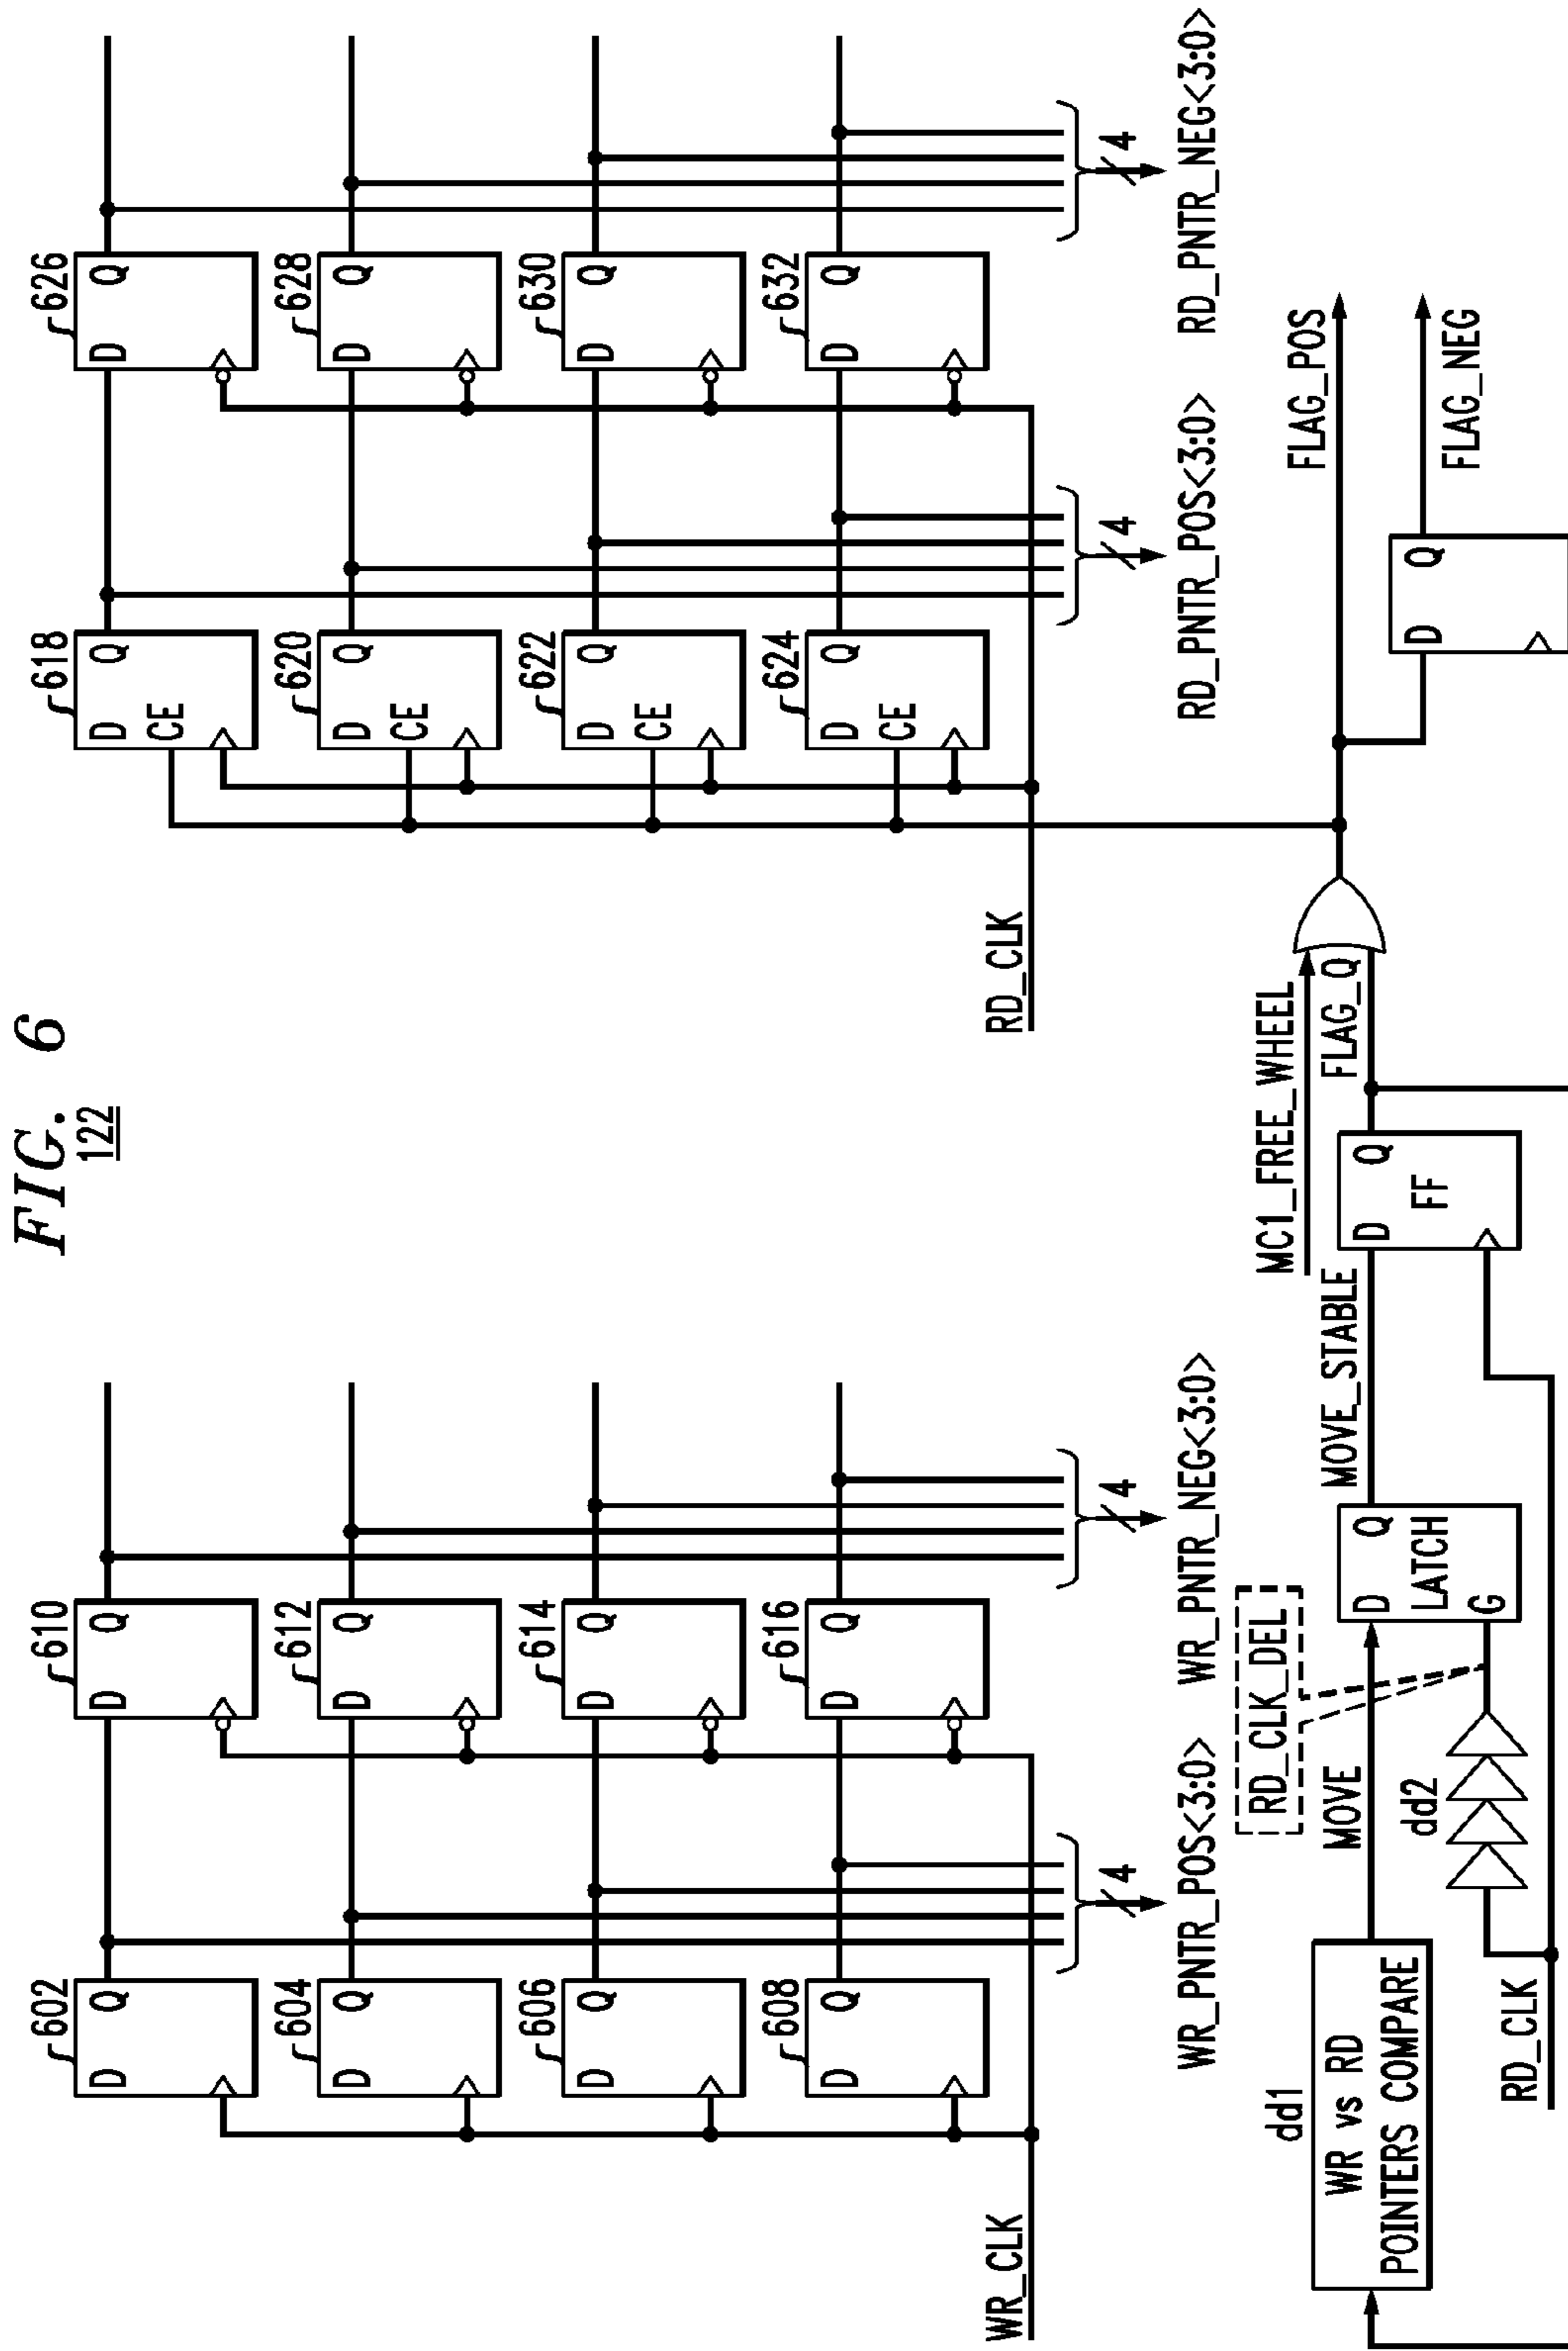 FIG. 6
122
602
D Q
610
D Q
618
D Q
CE
626
D Q
604
D Q
612
D Q
620
D Q
CE
628
D Q
606
D Q
614
D Q
622
D Q
CE
630
D Q
608
D Q
616
D Q
624
D Q
CE
632
D Q
WR_CLK
RD_CLK
4
4
4
4
WR_PNTR_POS<3:0>
WR_PNTR_NEG<3:0>
RD_PNTR_POS<3:0>
RD_PNTR_NEG<3:0>
dd1
WR vs RD
POINTERS COMPARE
MOVE
RD_CLK_DEL
dd2
RD_CLK
D Q
LATCH
G
MOVE_STABLE
D Q
FF
MC1_FREE_WHEEL
FLAG_Q
FLAG_POS
D Q
FLAG_NEG